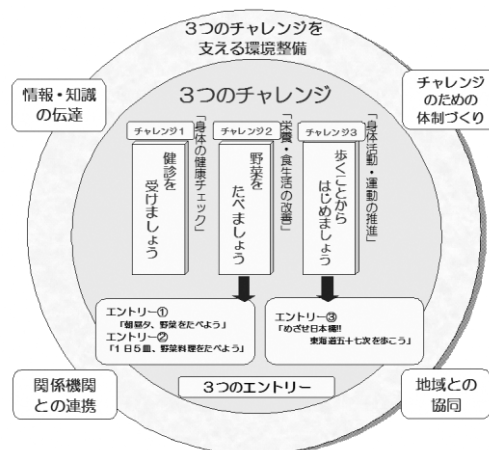 3つのチャレンジを
支える環境整備
情報・知識
の伝達
チャレンジ
のための
体制づくり
3つのチャレンジ
チャレンジ1
健診を
受けましょう
「身体の健康チェック」
チャレンジ2
野菜を
たべましょう
「栄養・食生活の改善」
チャレンジ3
歩くことから
はじめましょう
「身体活動・運動の推進」
エントリー①
「朝昼夕、野菜をたべよう」
エントリー②
「1日5皿、野菜料理をたべよう」
エントリー③
「めざせ日本橋!!
東海道五十七次を歩こう」
3つのエントリー
関係機関
との連携
地域との
協同